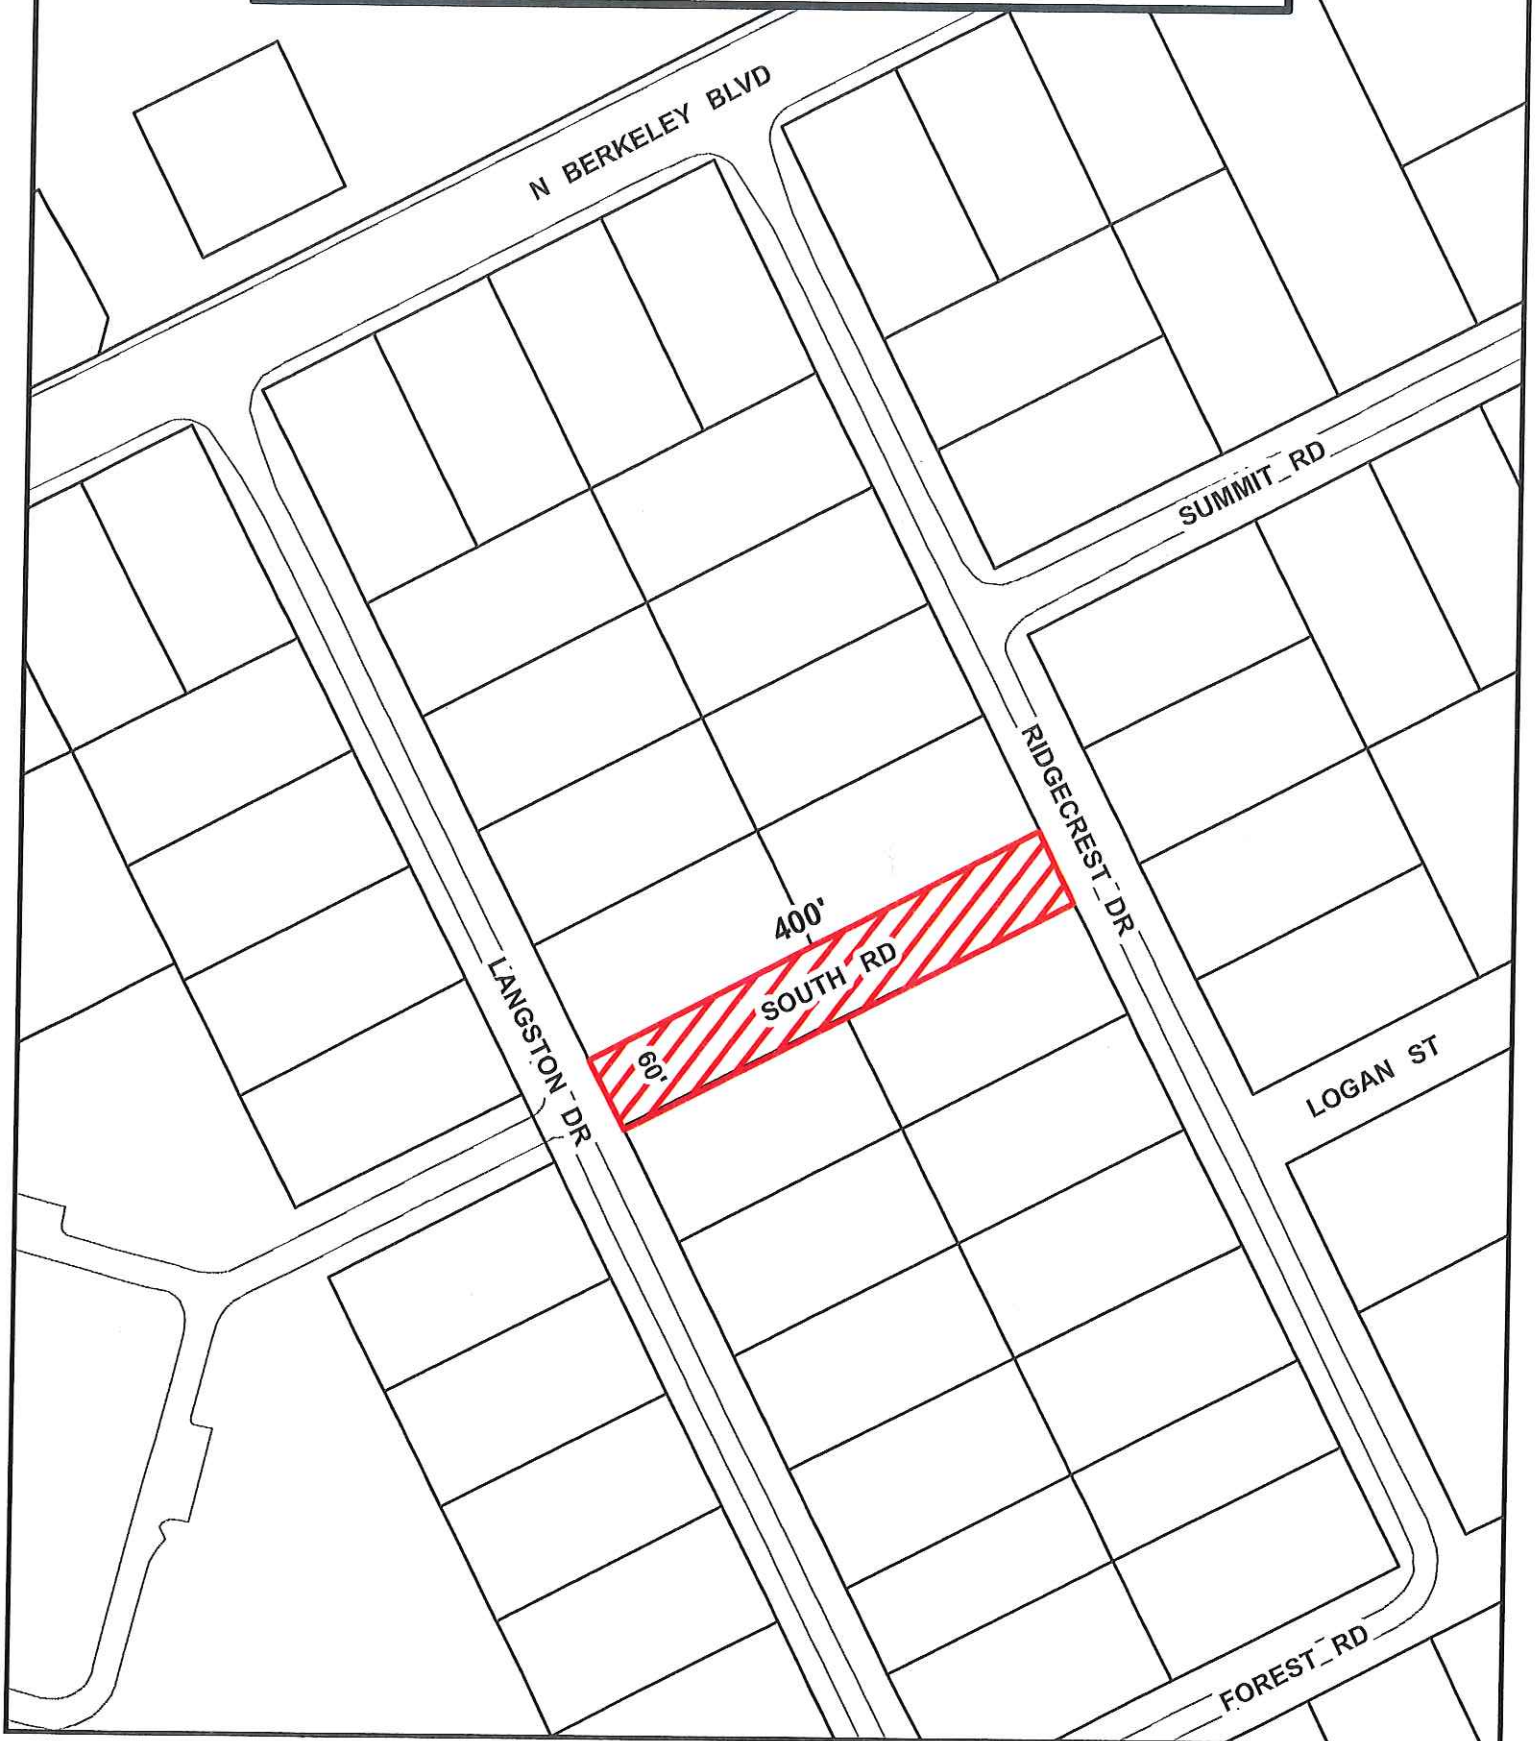 N BERKELEY BLVD
SUMMIT RD
RIDGECREST DR
400'
SOUTH RD
60'
LANGSTON DR
LOGAN ST
FOREST RD